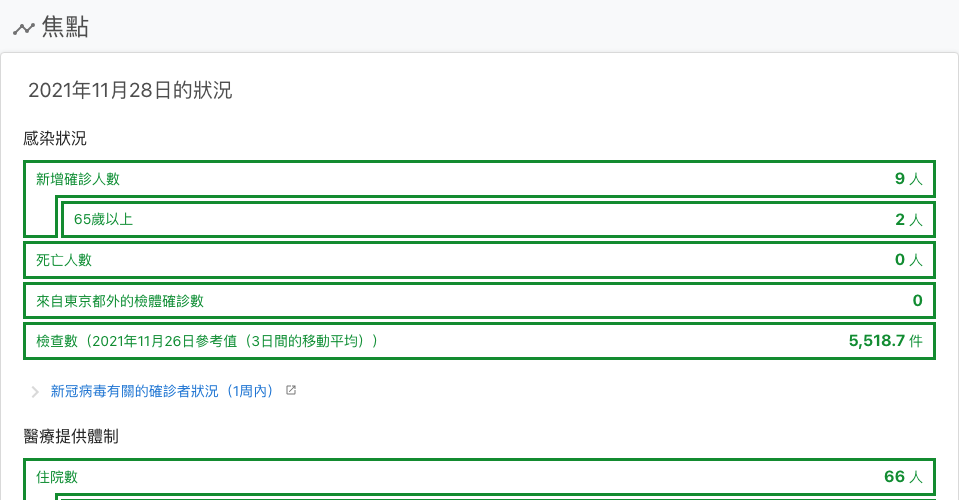 焦點
2021年11月28日的狀況
感染狀況
新增確診人數 9 人
65歲以上 2 人
死亡人數 0 人
來自東京都外的檢體確診數 0
檢查數（2021年11月26日參考值（3日間的移動平均）） 5,518.7 件
新冠病毒有關的確診者狀況（1周內）
醫療提供體制
住院數 66 人